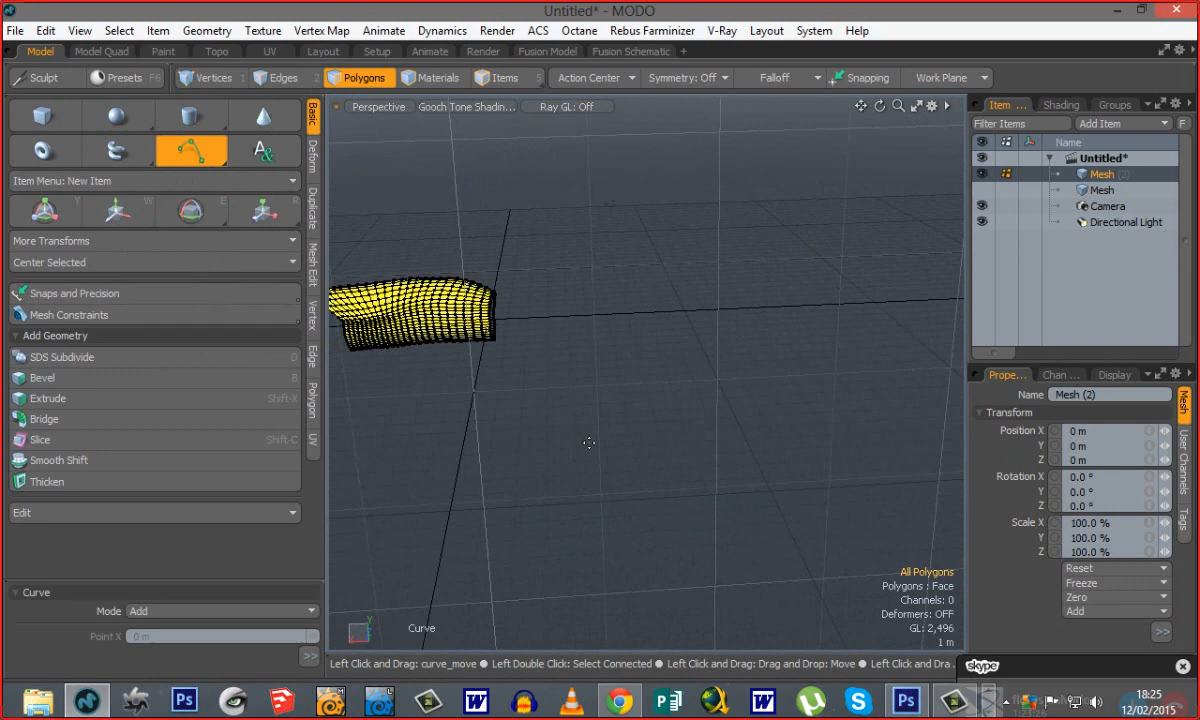 Untitled* - MODO
File Edit View Select Item Geometry Texture Vertex Map Animate Dynamics Render ACS Octane Rebus Farminizer V-Ray Layout System Help
Model Model Quad Paint Topo UV Layout Setup Animate Render Fusion Model Fusion Schematic +
Sculpt Presets F6 Vertices 1 Edges 2 Polygons Materials Items 5 Action Center Symmetry: Off Falloff Snapping Work Plane
Basic
Deform
Duplicate
Mesh Edit
Vertex
Edge
Polygon
UV
Item Menu: New Item
Y W E R
More Transforms
Center Selected
Snaps and Precision
Mesh Constraints
Add Geometry
SDS Subdivide D
Bevel B
Extrude Shift-X
Bridge
Slice Shift-C
Smooth Shift
Thicken
Edit
Curve
Mode Add
Point X 0 m
>>
Perspective Gooch Tone Shadin... Ray GL: Off
All Polygons
Polygons : Face
Channels: 0
Deformers: OFF
GL: 2,496
1 m
Curve
Left Click and Drag: curve_move ● Left Double Click: Select Connected ● Left Click and Drag: Drag and Drop: Move ● Left Click and Dra
Item ... Shading Groups
Filter Items Add Item F
Name
Untitled*
Mesh (2)
Mesh
Camera
Directional Light
Prope... Chan ... Display
Name Mesh (2)
Transform
Position X 0 m
Y 0 m
Z 0 m
Rotation X 0.0 °
Y 0.0 °
Z 0.0 °
Scale X 100.0 %
Y 100.0 %
Z 100.0 %
Reset
Freeze
Zero
Add
>>
Mesh
User Channels
Tags
skype
18:25
12/02/2015